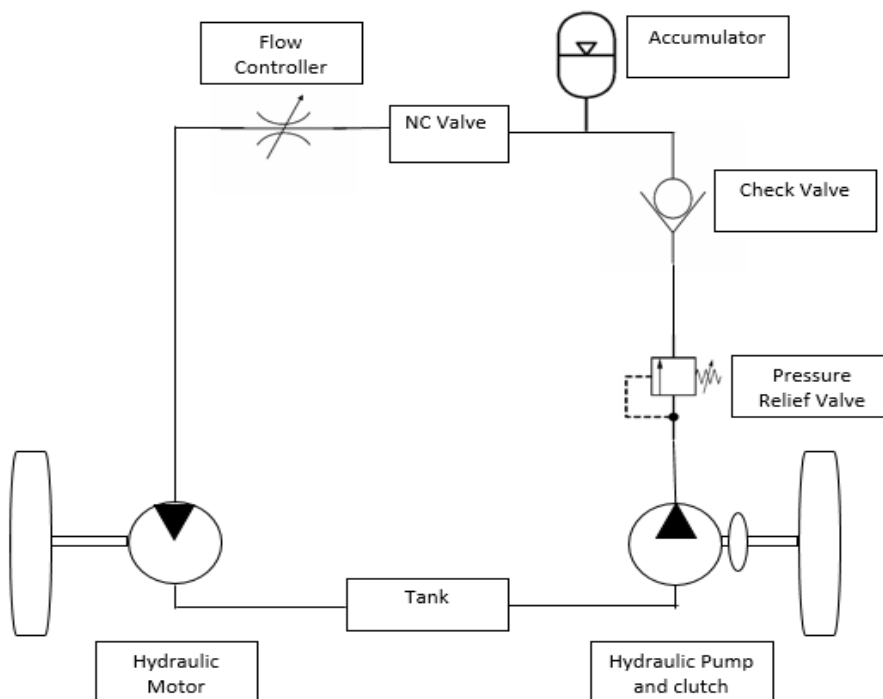 Flow
Controller
Accumulator
NC Valve
Check Valve
Pressure
Relief Valve
Tank
Hydraulic
Motor
Hydraulic Pump
and clutch